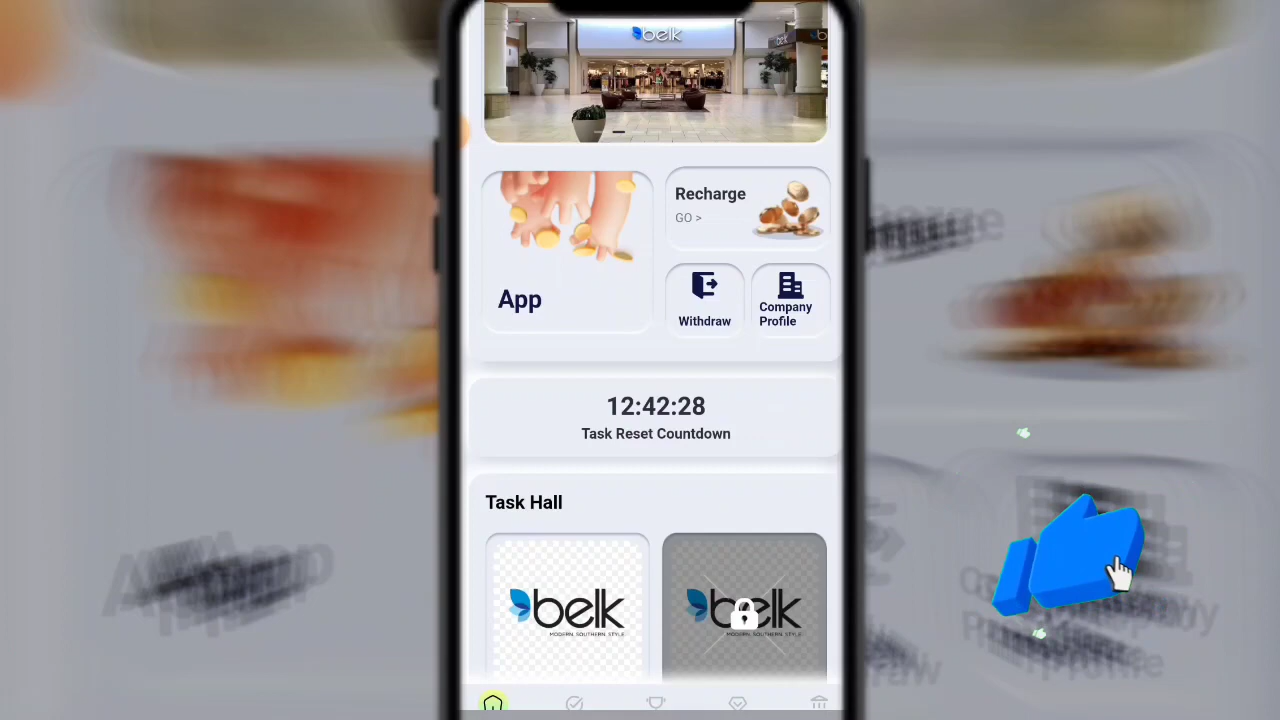 belk
Recharge
GO >
App
Withdraw
Company
Profile
12:42:28
Task Reset Countdown
Task Hall
belk
MODERN. SOUTHERN. STYLE.
belk
MODERN. SOUTHERN. STYLE.